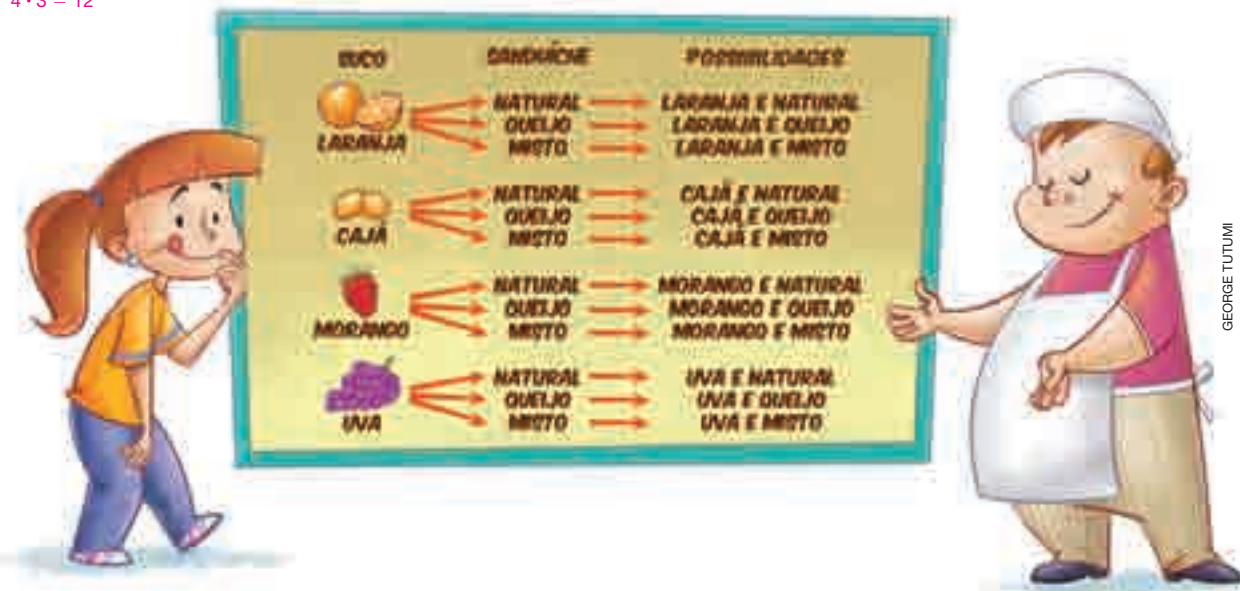 4 · 3 = 12
SUCO SANDUÍCHE POSSIBILIDADES
NATURAL LARANJA E NATURAL
QUEIJO LARANJA E QUEIJO
LARANJA MISTO LARANJA E MISTO
NATURAL CAJÁ E NATURAL
QUEIJO CAJÁ E QUEIJO
CAJÁ MISTO CAJÁ E MISTO
NATURAL MORANGO E NATURAL
QUEIJO MORANGO E QUEIJO
MORANGO MISTO MORANGO E MISTO
NATURAL UVA E NATURAL
QUEIJO UVA E QUEIJO
UVA MISTO UVA E MISTO
GEORGE TUTUMI